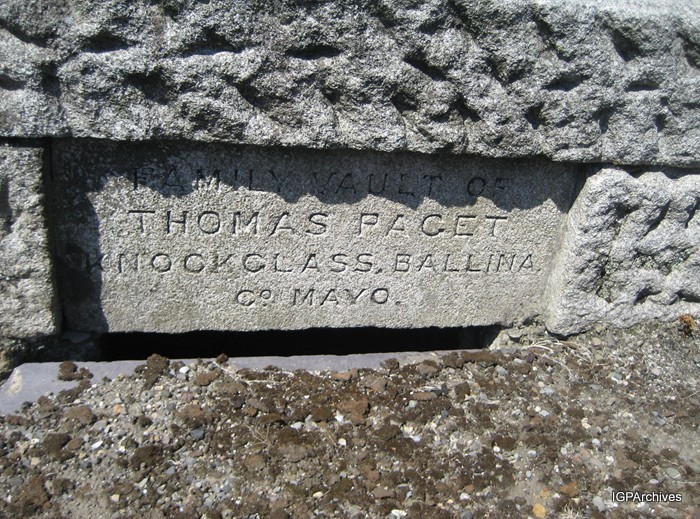 FAMILY VAULT OF
THOMAS PAGET
KNOCKGLASS, BALLINA.
Co. MAYO.
IGPArchives